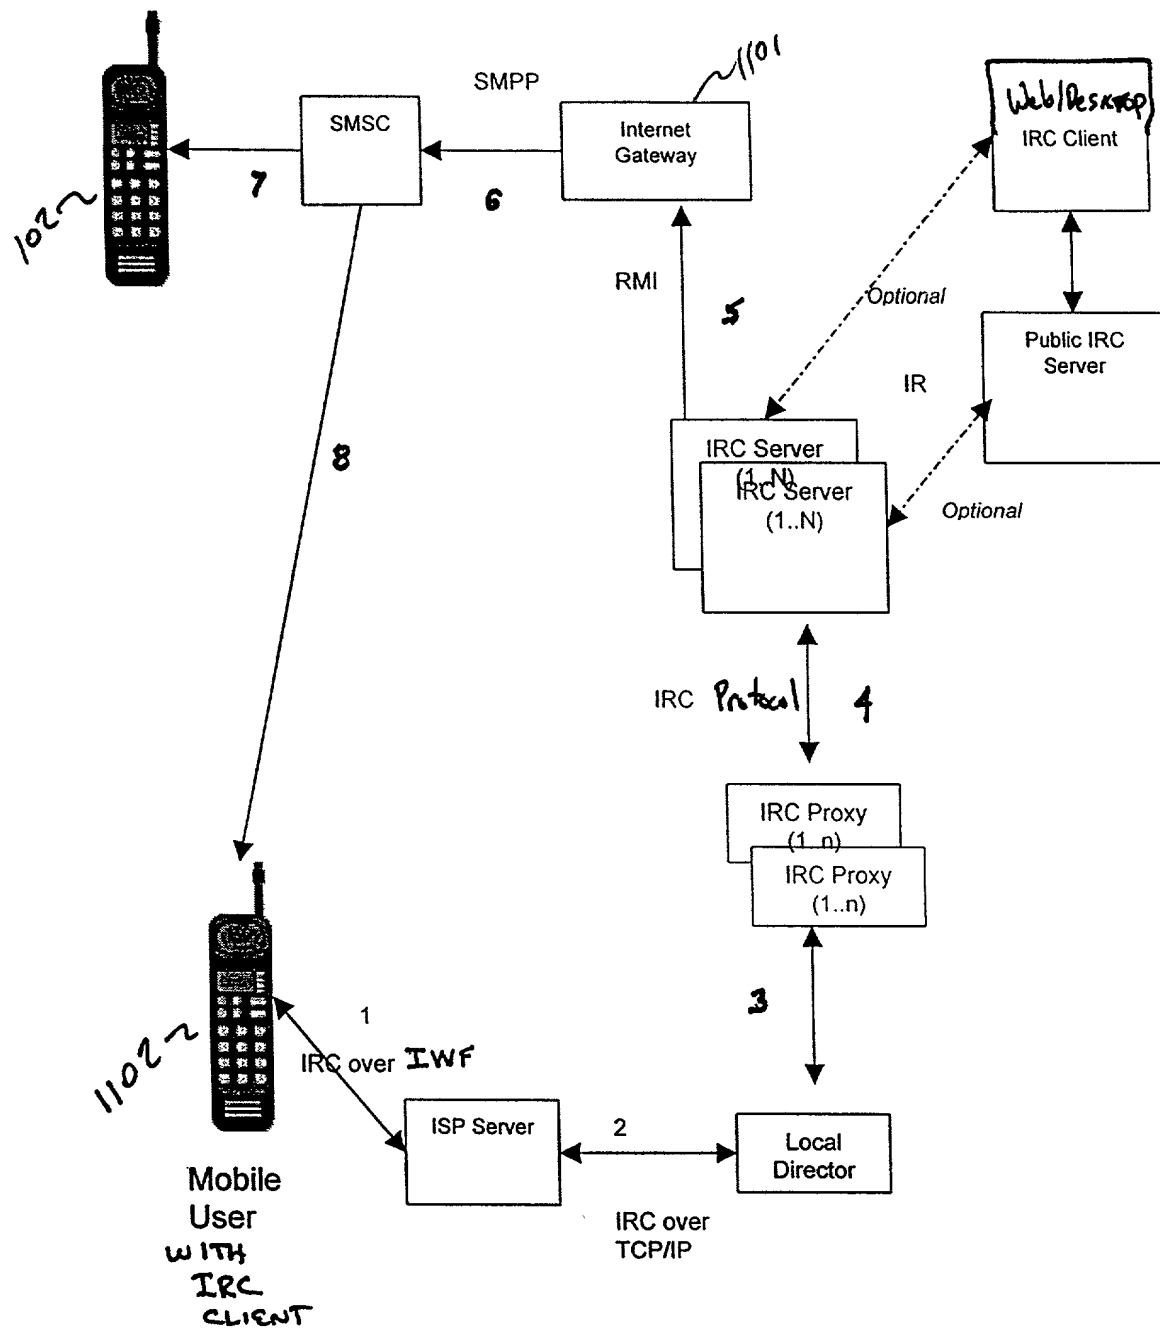 SMPP
1101
SMSC
Internet
Gateway
Web/Desktop
IRC Client
7
6
102
RMI
5
Optional
Public IRC
Server
IR
8
IRC Server
(1..N)
IRC Server
(1..N)
Optional
IRC Protocol
4
IRC Proxy
(1..n)
IRC Proxy
(1..n)
3
1
IRC over IWF
1102
ISP Server
2
Local
Director
Mobile
User
WITH
IRC
CLIENT
IRC over
TCP/IP